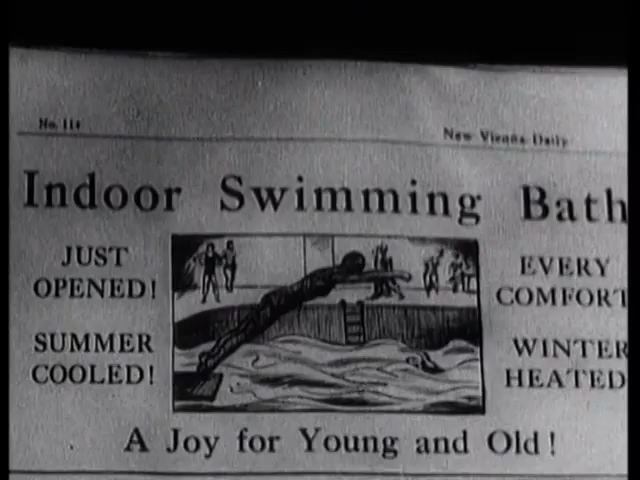 No. 114
New Vienna Daily
Indoor Swimming Bath
JUST
OPENED!
EVERY
COMFORT
SUMMER
COOLED!
WINTER
HEATED
A Joy for Young and Old!